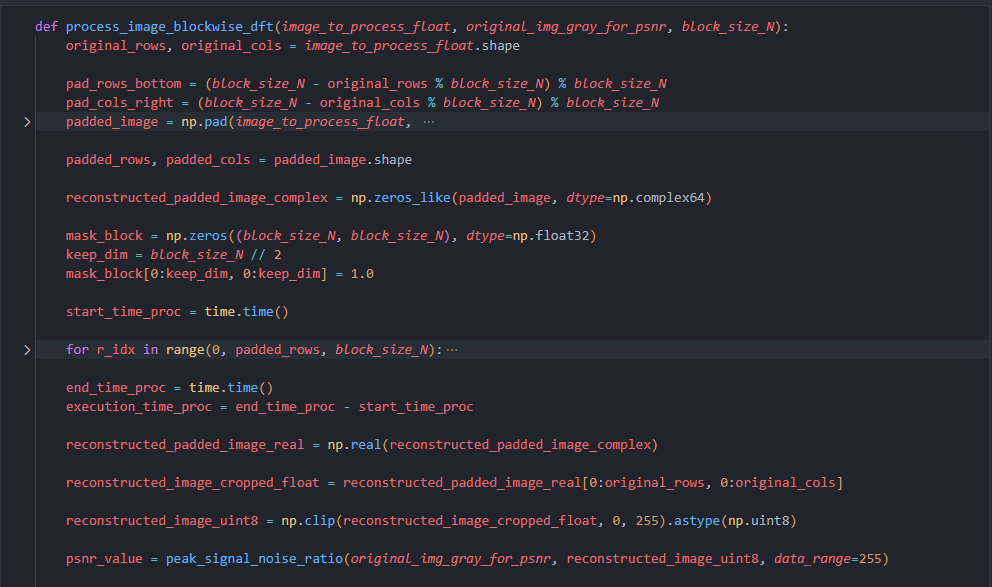 def process_image_blockwise_dft(image_to_process_float, original_img_gray_for_psnr, block_size_N):
    original_rows, original_cols = image_to_process_float.shape

    pad_rows_bottom = (block_size_N - original_rows % block_size_N) % block_size_N
    pad_cols_right = (block_size_N - original_cols % block_size_N) % block_size_N
    padded_image = np.pad(image_to_process_float, ···

    padded_rows, padded_cols = padded_image.shape

    reconstructed_padded_image_complex = np.zeros_like(padded_image, dtype=np.complex64)

    mask_block = np.zeros((block_size_N, block_size_N), dtype=np.float32)
    keep_dim = block_size_N // 2
    mask_block[0:keep_dim, 0:keep_dim] = 1.0

    start_time_proc = time.time()

    for r_idx in range(0, padded_rows, block_size_N):···

    end_time_proc = time.time()
    execution_time_proc = end_time_proc - start_time_proc

    reconstructed_padded_image_real = np.real(reconstructed_padded_image_complex)

    reconstructed_image_cropped_float = reconstructed_padded_image_real[0:original_rows, 0:original_cols]

    reconstructed_image_uint8 = np.clip(reconstructed_image_cropped_float, 0, 255).astype(np.uint8)

    psnr_value = peak_signal_noise_ratio(original_img_gray_for_psnr, reconstructed_image_uint8, data_range=255)